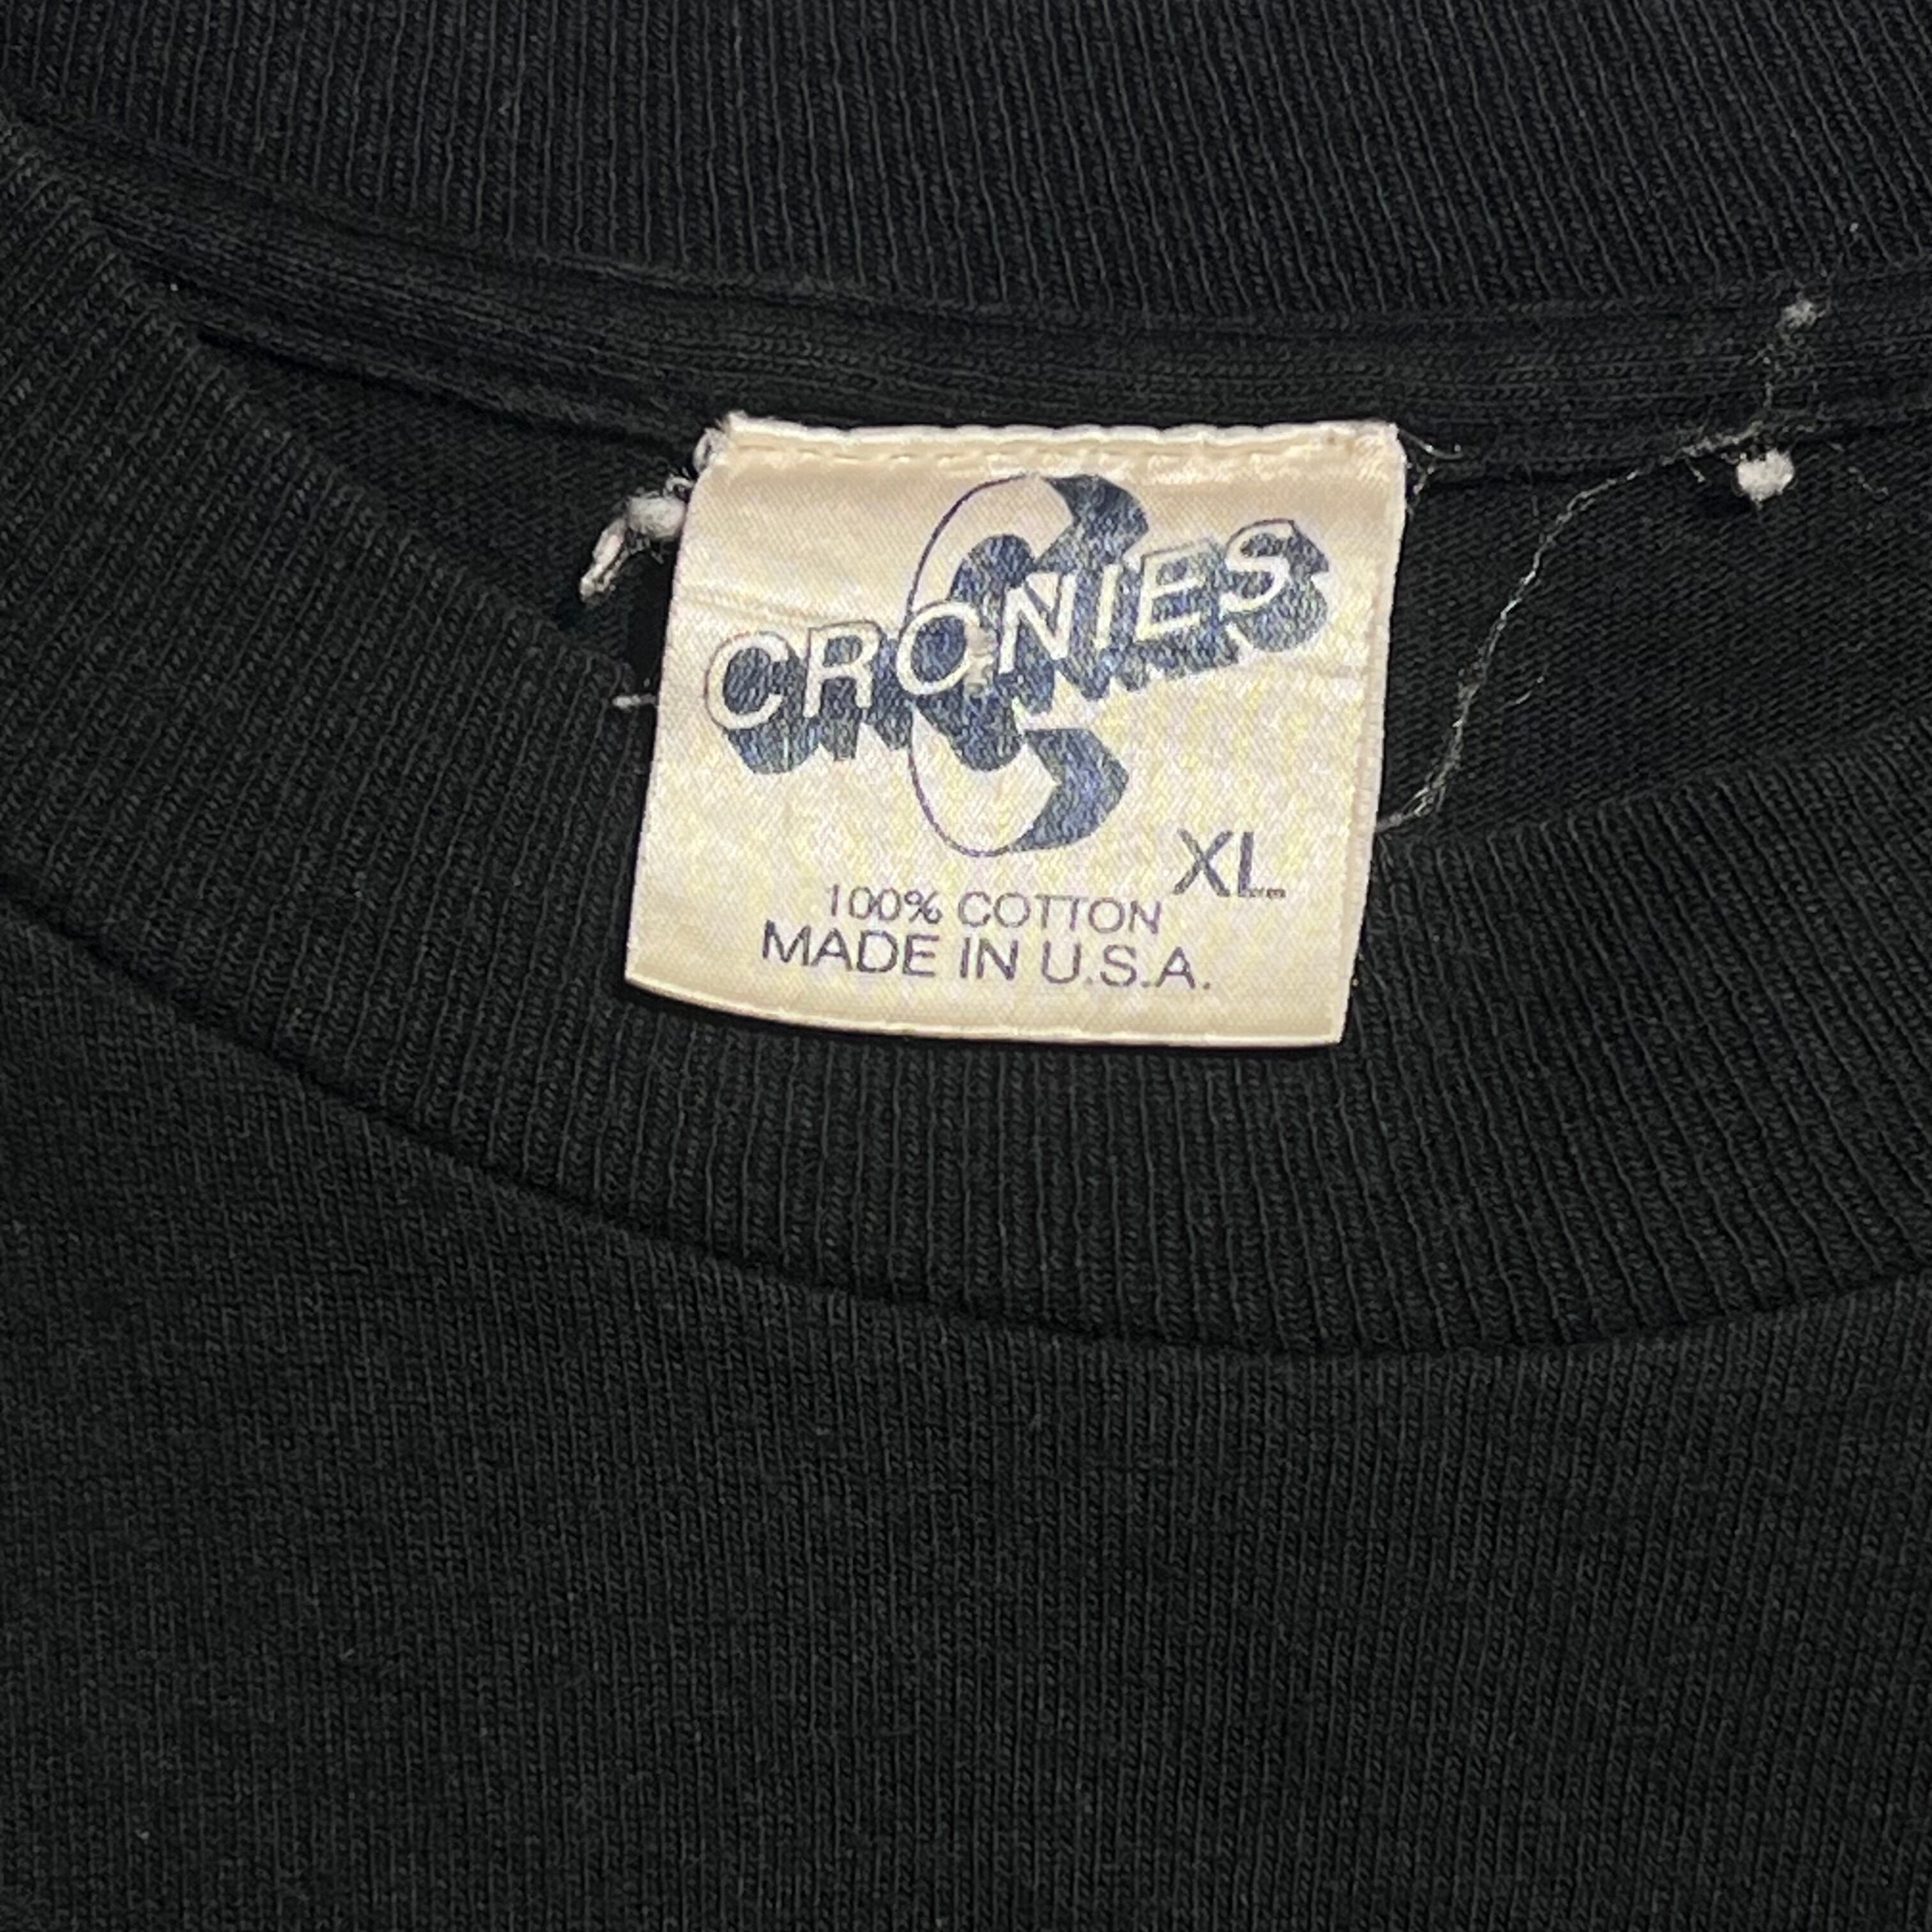 CRONIES
XL
100% COTTON
MADE IN U.S.A.